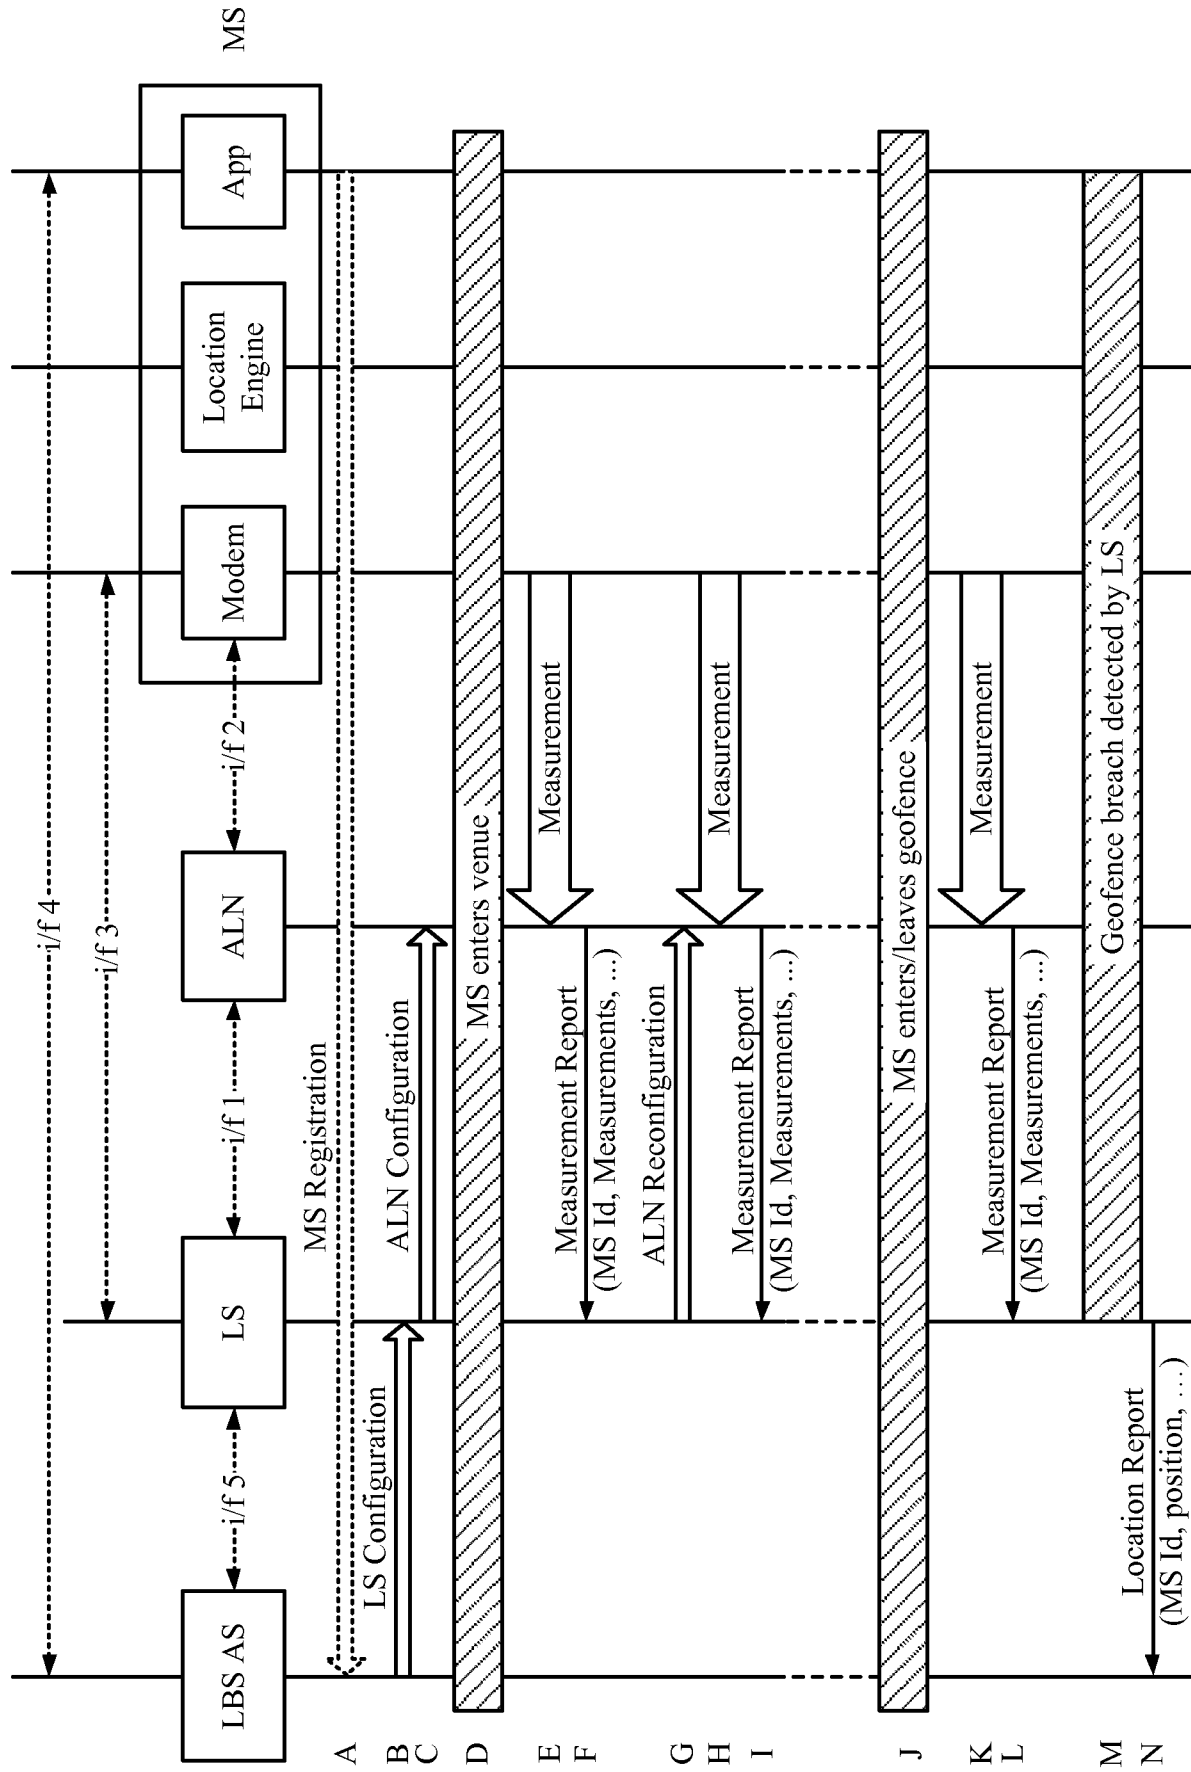 i/f 4
i/f 3
MS
LBS AS
i/f 5
LS
i/f 1
ALN
i/f 2
Modem
Location
Engine
App
A
MS Registration
B
LS Configuration
C
ALN Configuration
D
MS enters venue
E
Measurement
F
Measurement Report
(MS Id, Measurements, ...)
G
ALN Reconfiguration
H
Measurement
I
Measurement Report
(MS Id, Measurements, ...)
J
MS enters/leaves geofence
K
Measurement
L
Measurement Report
(MS Id, Measurements, ...)
M
Geofence breach detected by LS
N
Location Report
(MS Id, position, ...)